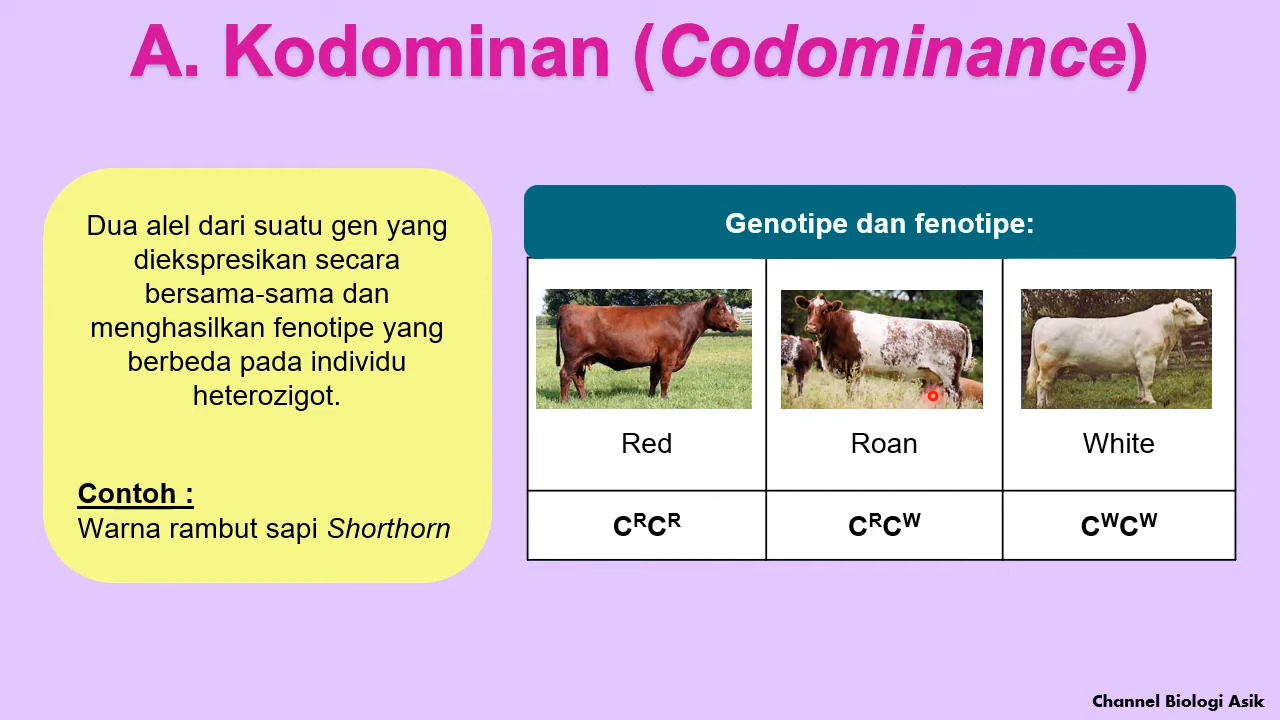 A. Kodominan (Codominance)
Dua alel dari suatu gen yang
diekspresikan secara
bersama-sama dan
menghasilkan fenotipe yang
berbeda pada individu
heterozigot.
Contoh :
Warna rambut sapi Shorthorn
Genotipe dan fenotipe:
Red
Roan
White
CᴿCᴿ
CᴿCᵂ
CᵂCᵂ
Channel Biologi Asik